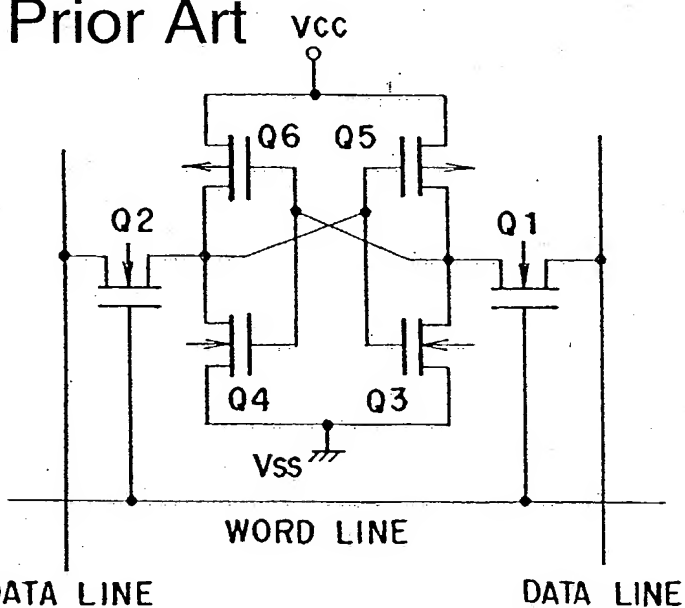 Prior Art
VCC
Q6
Q5
Q2
Q1
Q4
Q3
VSS
WORD LINE
DATA LINE
DATA LINE